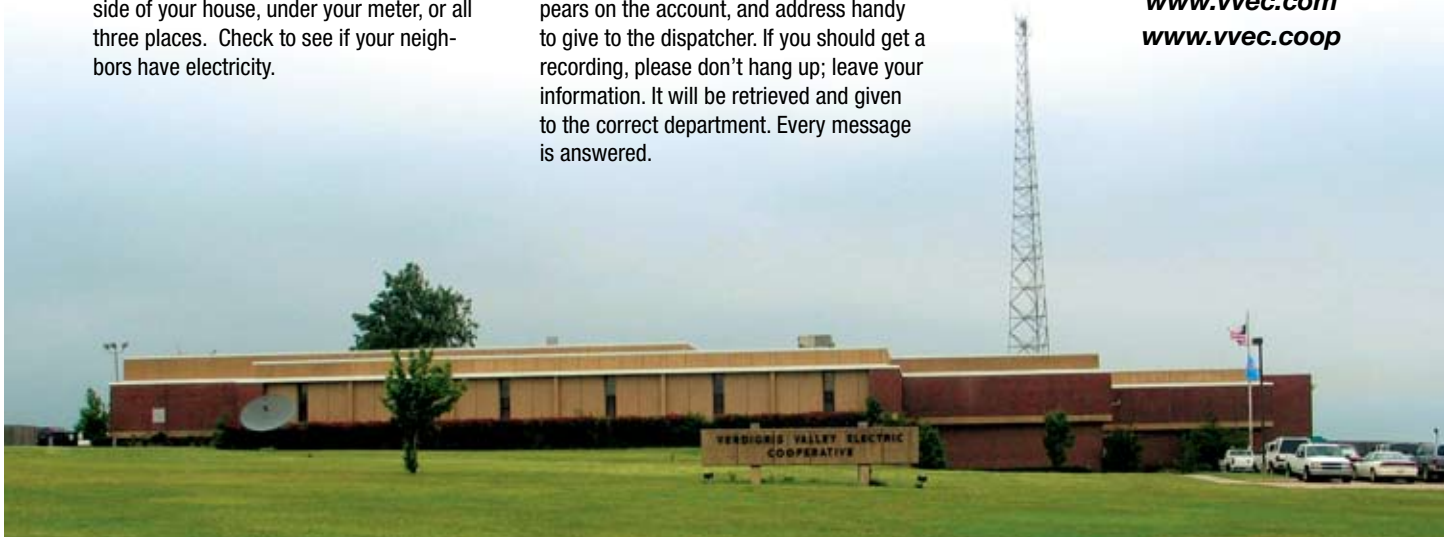 side of your house, under your meter, or all
three places.  Check to see if your neigh-
bors have electricity.
pears on the account, and address handy
to give to the dispatcher. If you should get a
recording, please don’t hang up; leave your
information. It will be retrieved and given
to the correct department. Every message
is answered.
www.vvec.com
www.vvec.coop
VERDIGRIS VALLEY ELECTRIC
COOPERATIVE